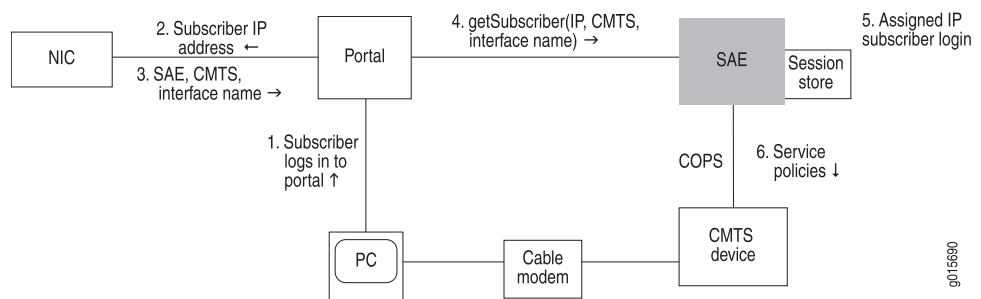 2. Subscriber IP
address ←
NIC
3. SAE, CMTS,
interface name →
Portal
4. getSubscriber(IP, CMTS,
interface name) →
SAE
5. Assigned IP
subscriber login
Session
store
1. Subscriber
logs in to
portal ↑
COPS
6. Service
policies ↓
PC
Cable
modem
CMTS
device
g015690